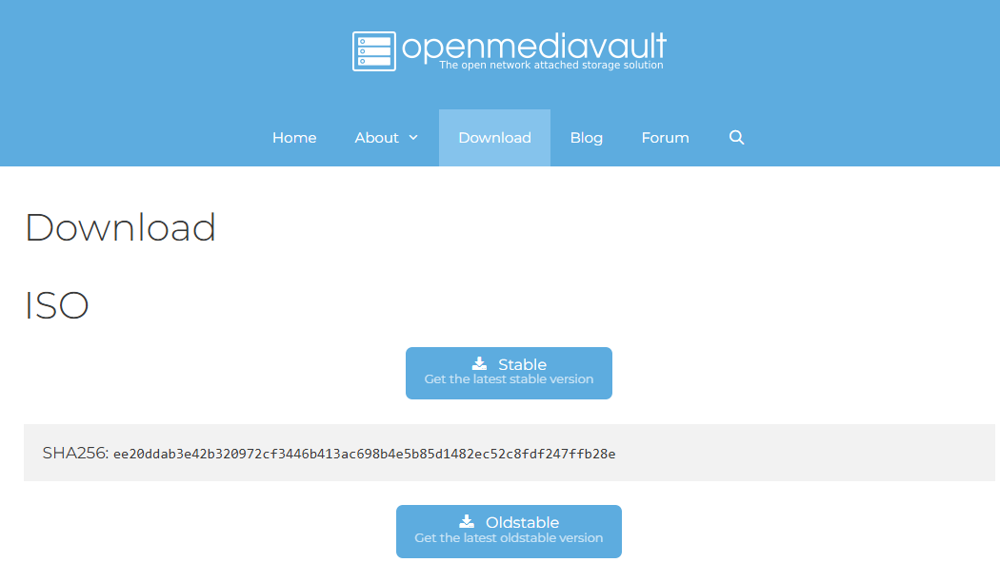 openmediavault
The open network attached storage solution
Home About Download Blog Forum
Download
ISO
Stable
Get the latest stable version
SHA256: ee20ddab3e42b320972cf3446b413ac698b4e5b85d1482ec52c8fdf247ffb28e
Oldstable
Get the latest oldstable version